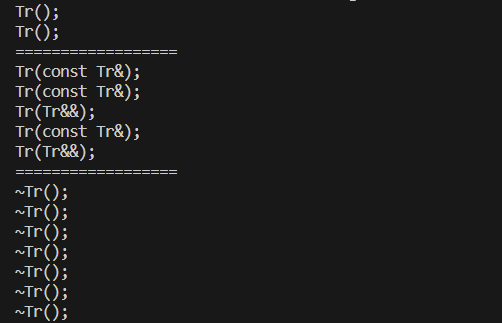 Tr();
Tr();
==================
Tr(const Tr&);
Tr(const Tr&);
Tr(Tr&&);
Tr(const Tr&);
Tr(Tr&&);
==================
~Tr();
~Tr();
~Tr();
~Tr();
~Tr();
~Tr();
~Tr();